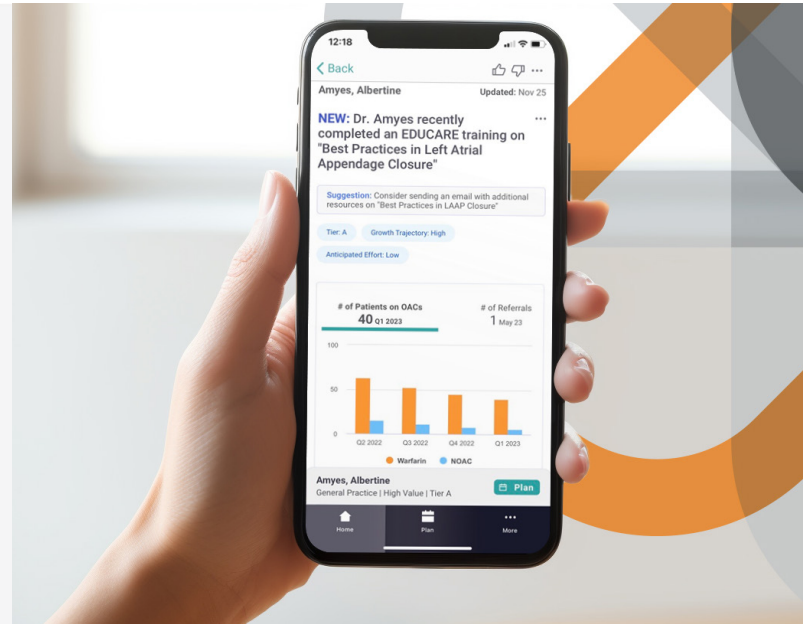 12:18
Back
Amyes, Albertine
Updated: Nov 25
NEW: Dr. Amyes recently
completed an EDUCARE training on
"Best Practices in Left Atrial
Appendage Closure"
Suggestion: Consider sending an email with additional
resources on "Best Practices in LAAP Closure"
Tier: A
Growth Trajectory: High
Anticipated Effort: Low
# of Patients on OACs
40 Q1 2023
# of Referrals
1 May 23
100
50
0
Q2 2022
Q3 2022
Q4 2022
Q1 2023
Warfarin
NOAC
Amyes, Albertine
General Practice | High Value | Tier A
Plan
Home
Plan
More